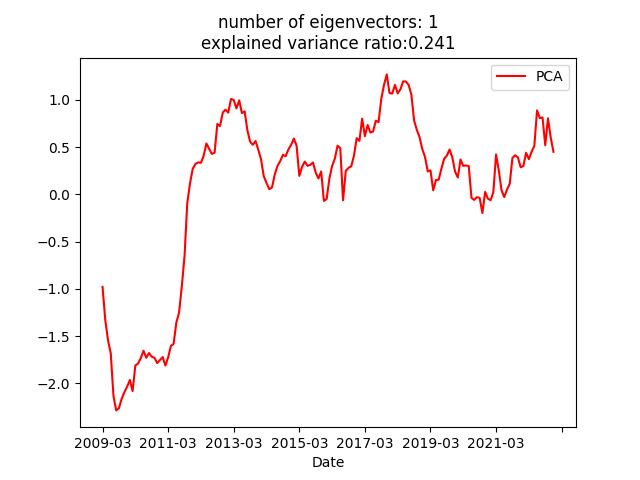 number of eigenvectors: 1
explained variance ratio:0.241
PCA
1.0
0.5
0.0
−0.5
−1.0
−1.5
−2.0
2009-03 2011-03 2013-03 2015-03 2017-03 2019-03 2021-03
Date